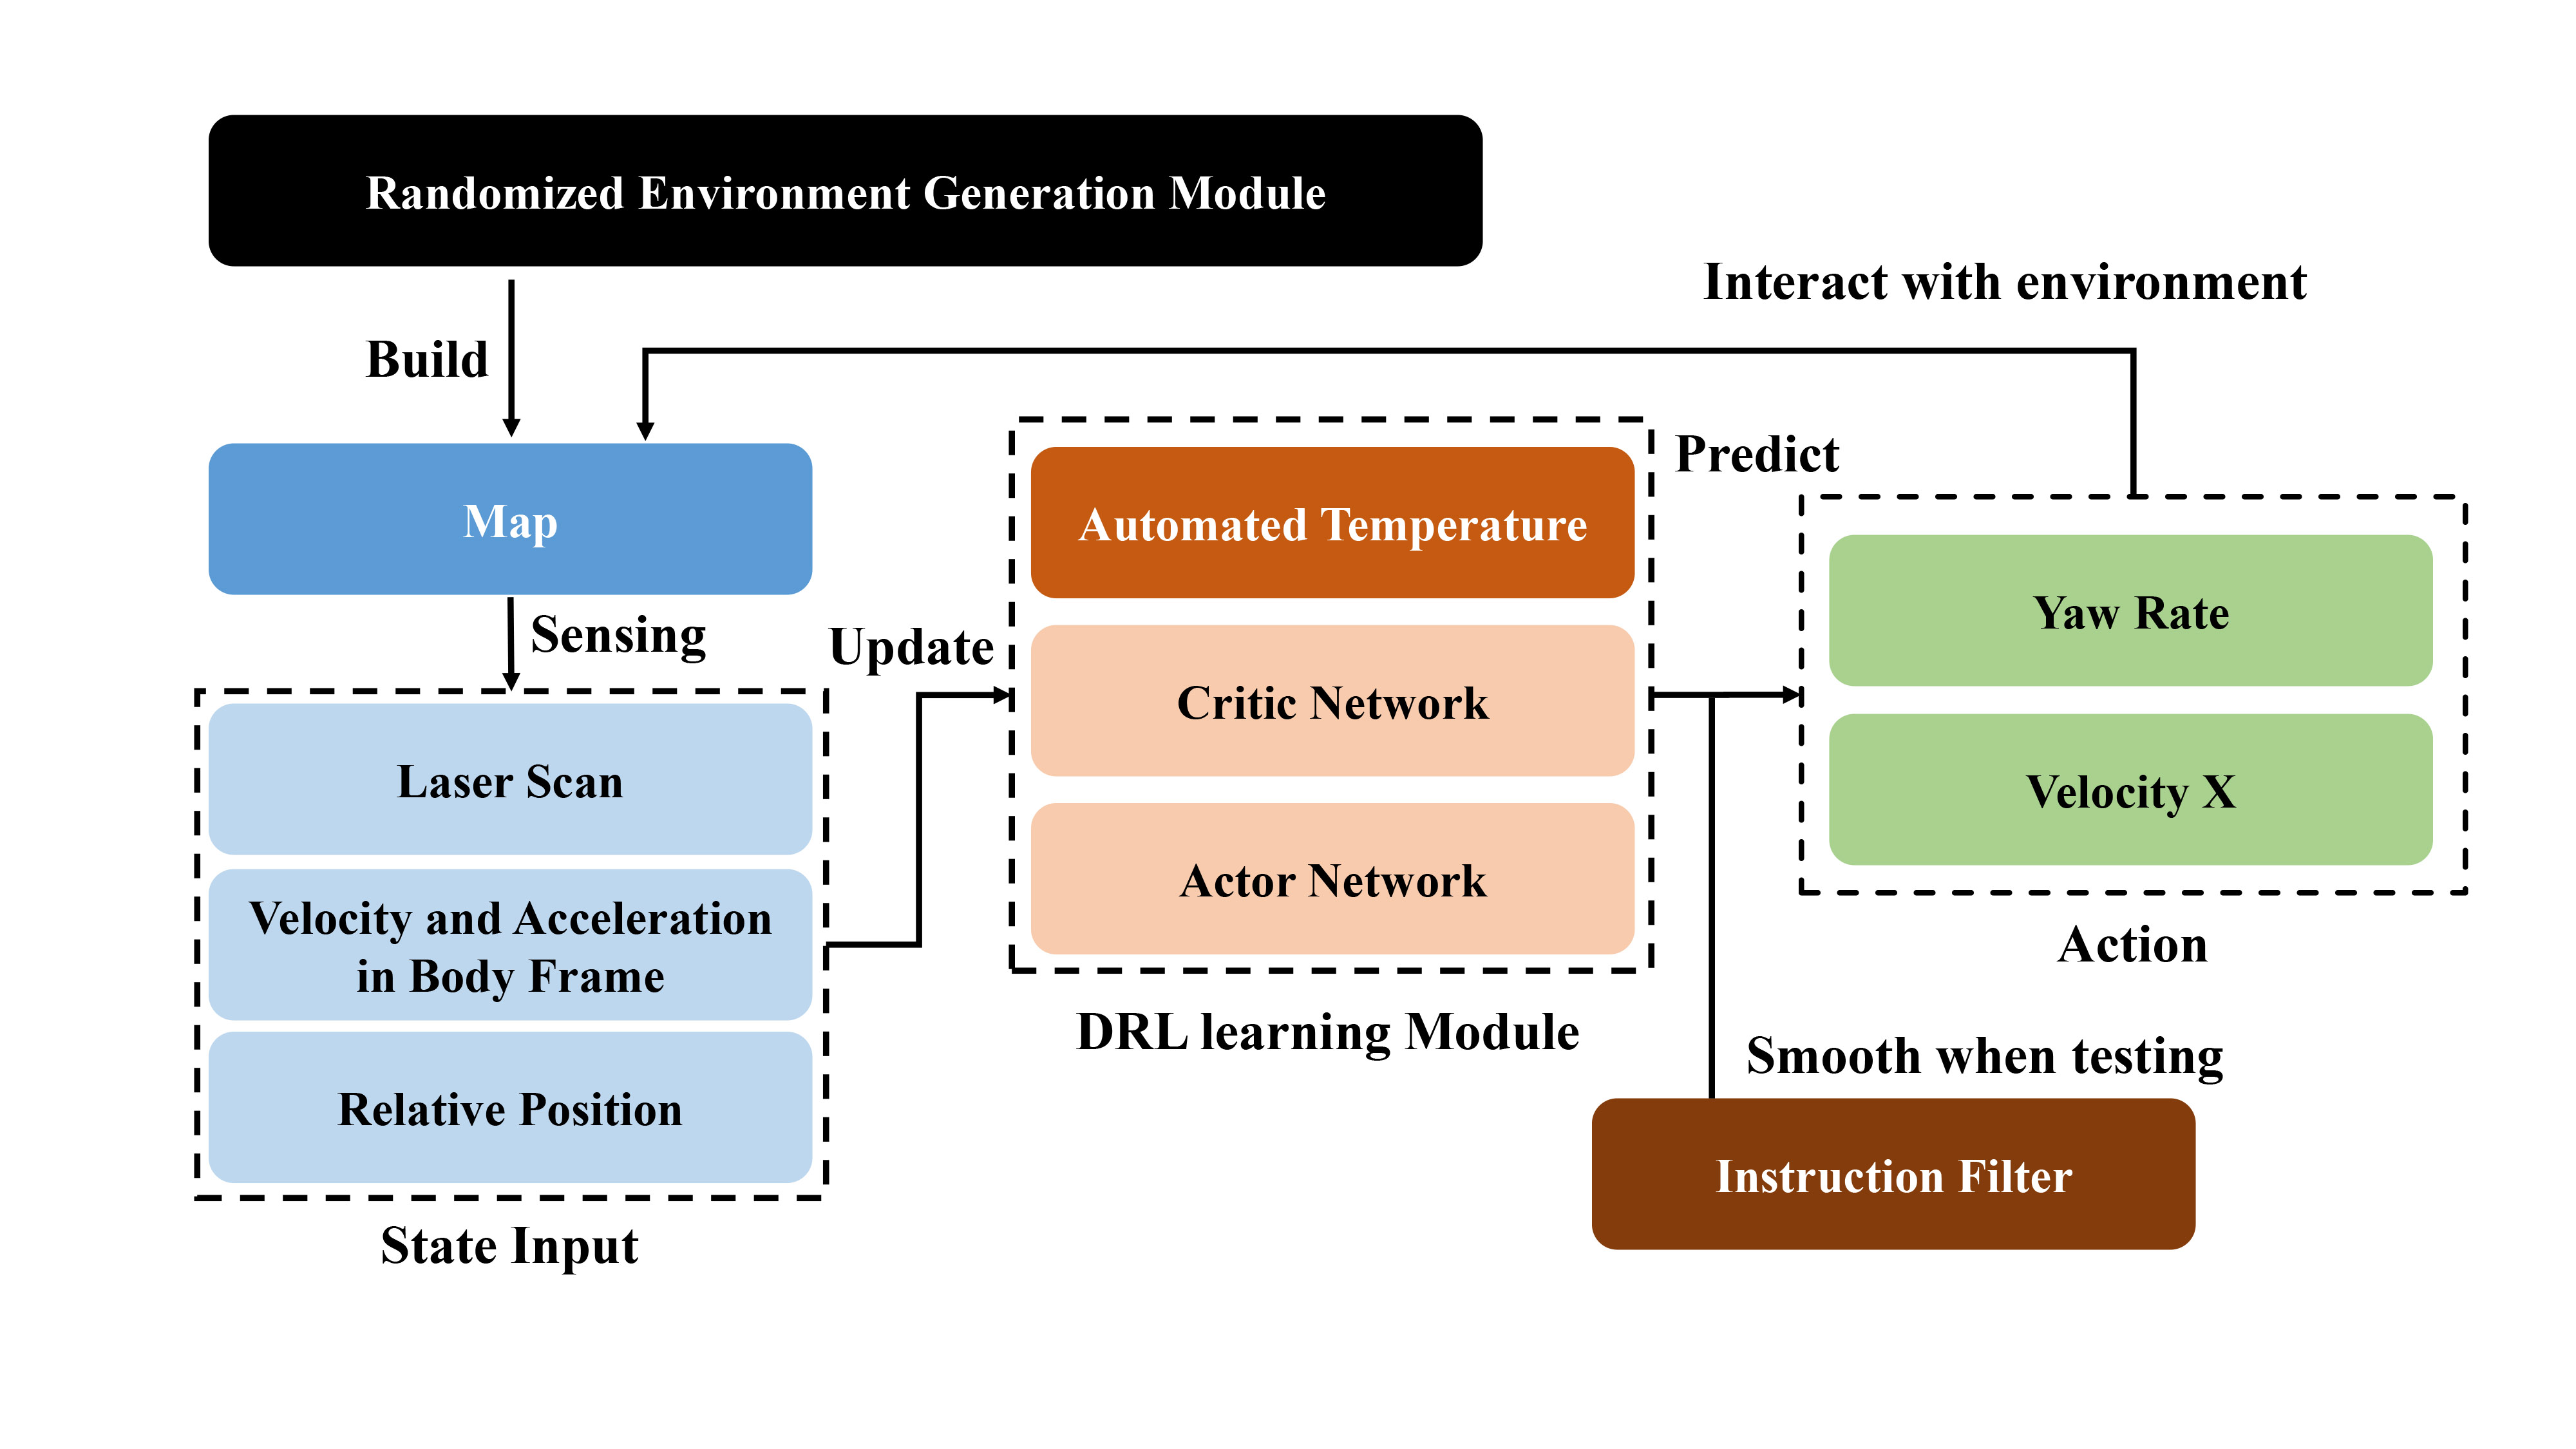 Randomized Environment Generation Module
Interact with environment
Build
Map
Sensing
Update
Laser Scan
Velocity and Acceleration
in Body Frame
Relative Position
State Input
Automated Temperature
Critic Network
Actor Network
DRL learning Module
Predict
Yaw Rate
Velocity X
Action
Smooth when testing
Instruction Filter